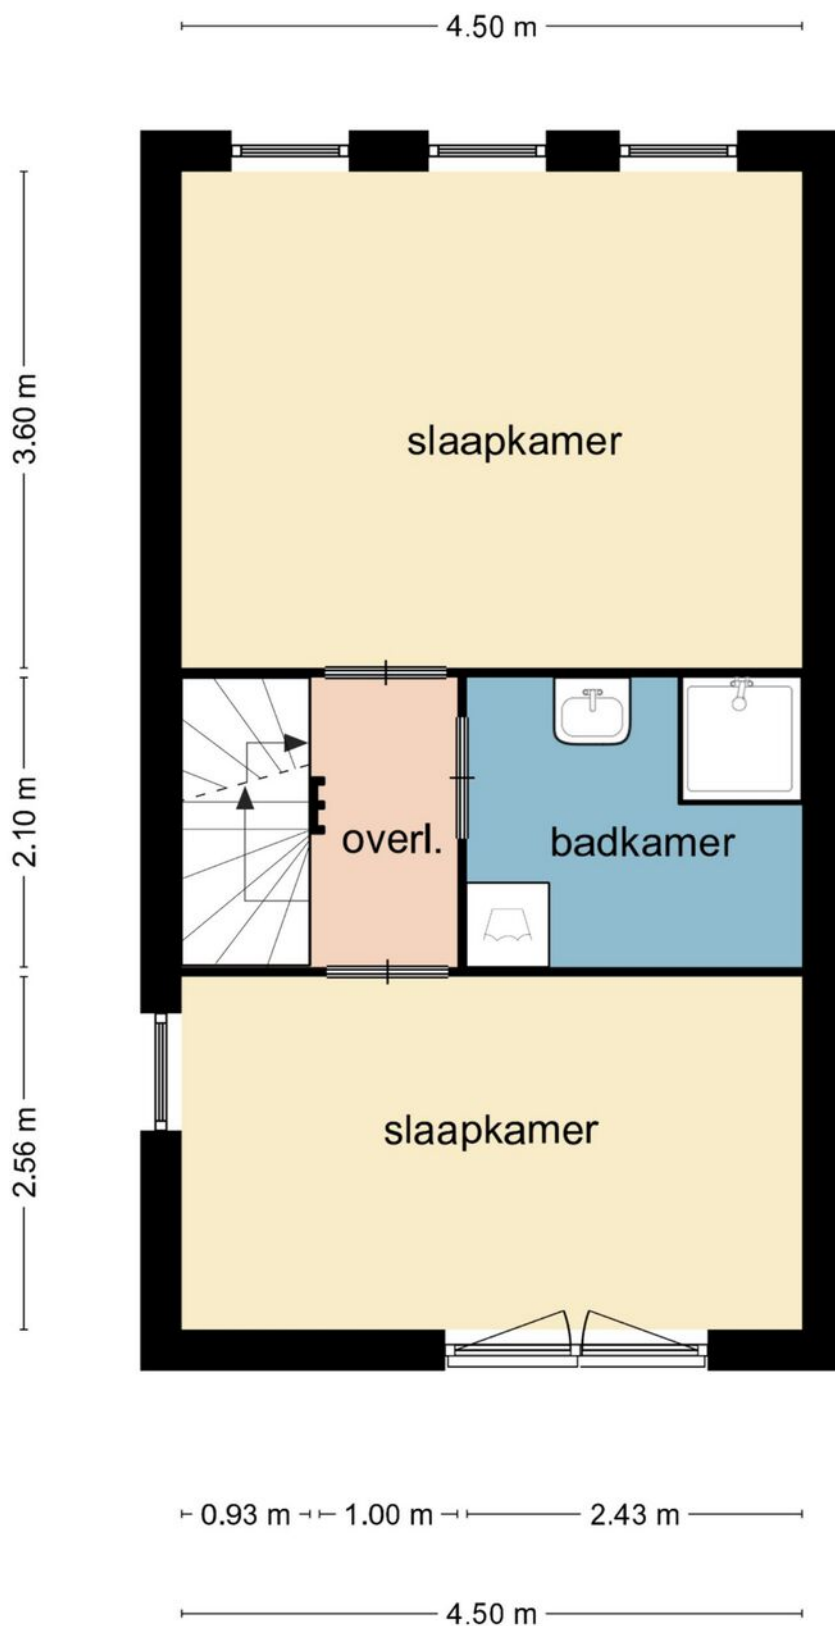 4.50 m
3.60 m
slaapkamer
2.10 m
overl.
badkamer
2.56 m
slaapkamer
0.93 m
1.00 m
2.43 m
4.50 m